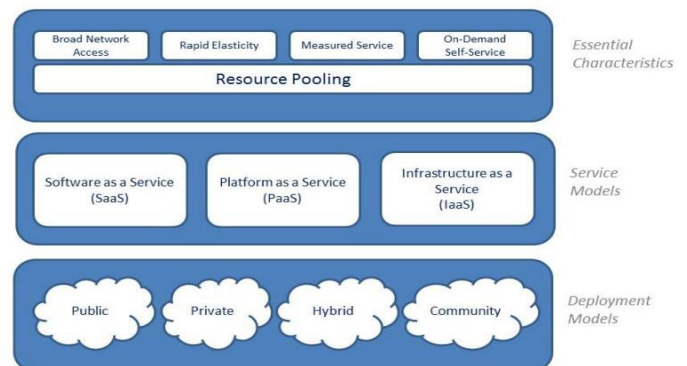 Broad Network
Access
Rapid Elasticity
Measured Service
On-Demand
Self-Service
Resource Pooling
Essential
Characteristics
Software as a Service
(SaaS)
Platform as a Service
(PaaS)
Infrastructure as a
Service
(IaaS)
Service
Models
Public
Private
Hybrid
Community
Deployment
Models